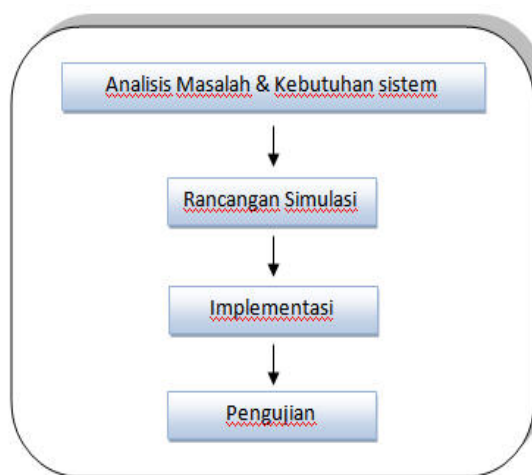 Analisis Masalah & Kebutuhan sistem
Rancangan Simulasi
Implementasi
Pengujian